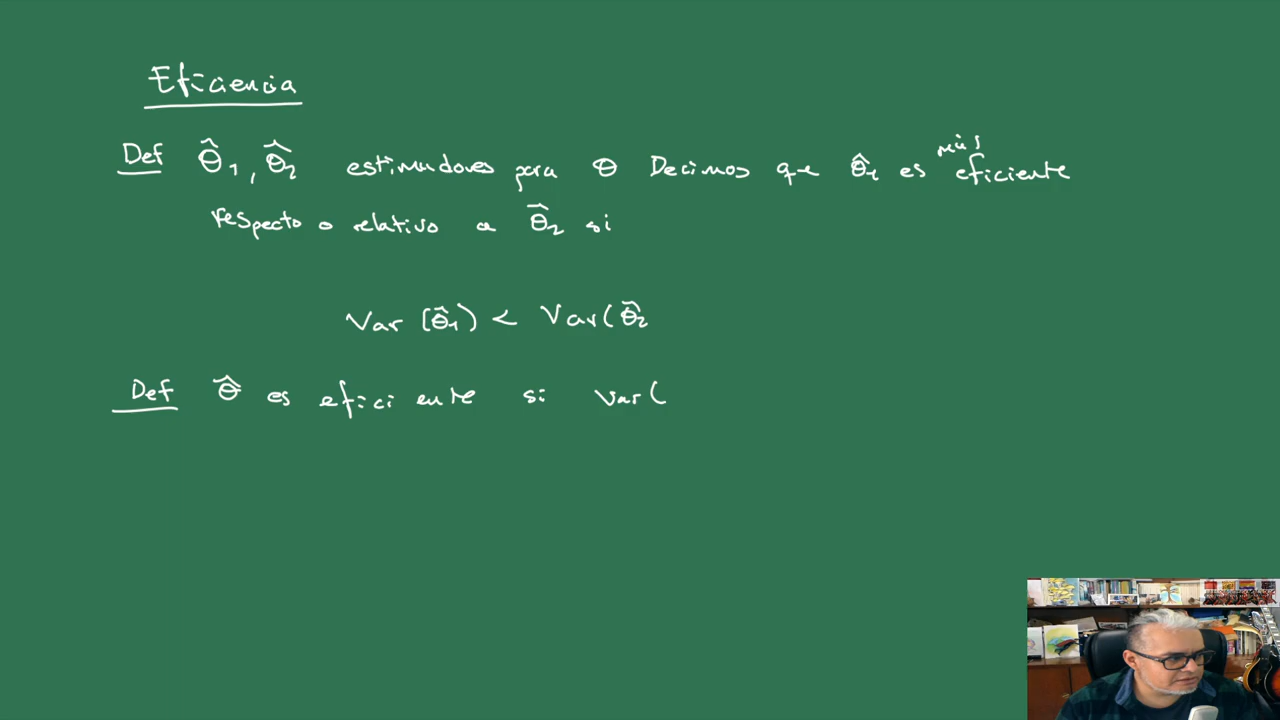 Eficiencia
Def θ̂1, θ̂2 estimadores para θ Decimos que θ̂1 es más eficiente
respecto o relativo a θ̂2 si
Var (θ̂1) < Var(θ̂2
Def θ̂ es eficiente si Var(